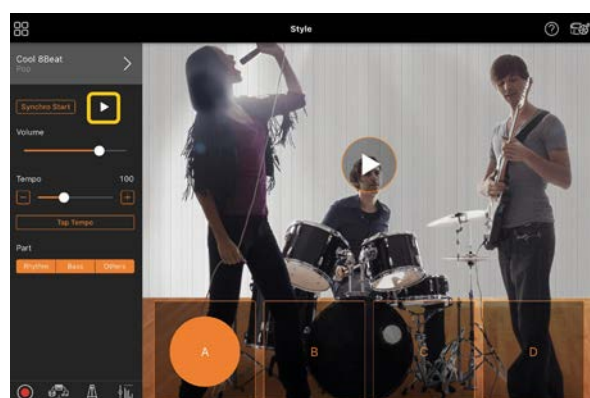 Style
Cool 8Beat
Pop
Synchro Start
Volume
Tempo 100
Tap Tempo
Part
Rhythm Bass Others
A B C D